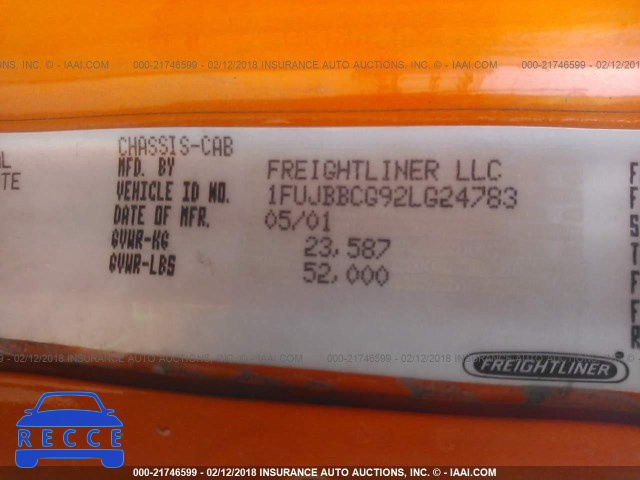 000-21746599 - 02/12/2018 INSURANCE AUTO AUCTIONS, INC. © - IAAI.COM
CHASSIS-CAB
MFD. BY FREIGHTLINER LLC
VEHICLE ID NO. 1FUJBBCG92LG24783
DATE OF MFR. 05/01
GVWR-KG 23,587
GVWR-LBS 52,000
FREIGHTLINER
RECCE
000-21746599 - 02/12/2018 INSURANCE AUTO AUCTIONS, INC. © - IAAI.COM